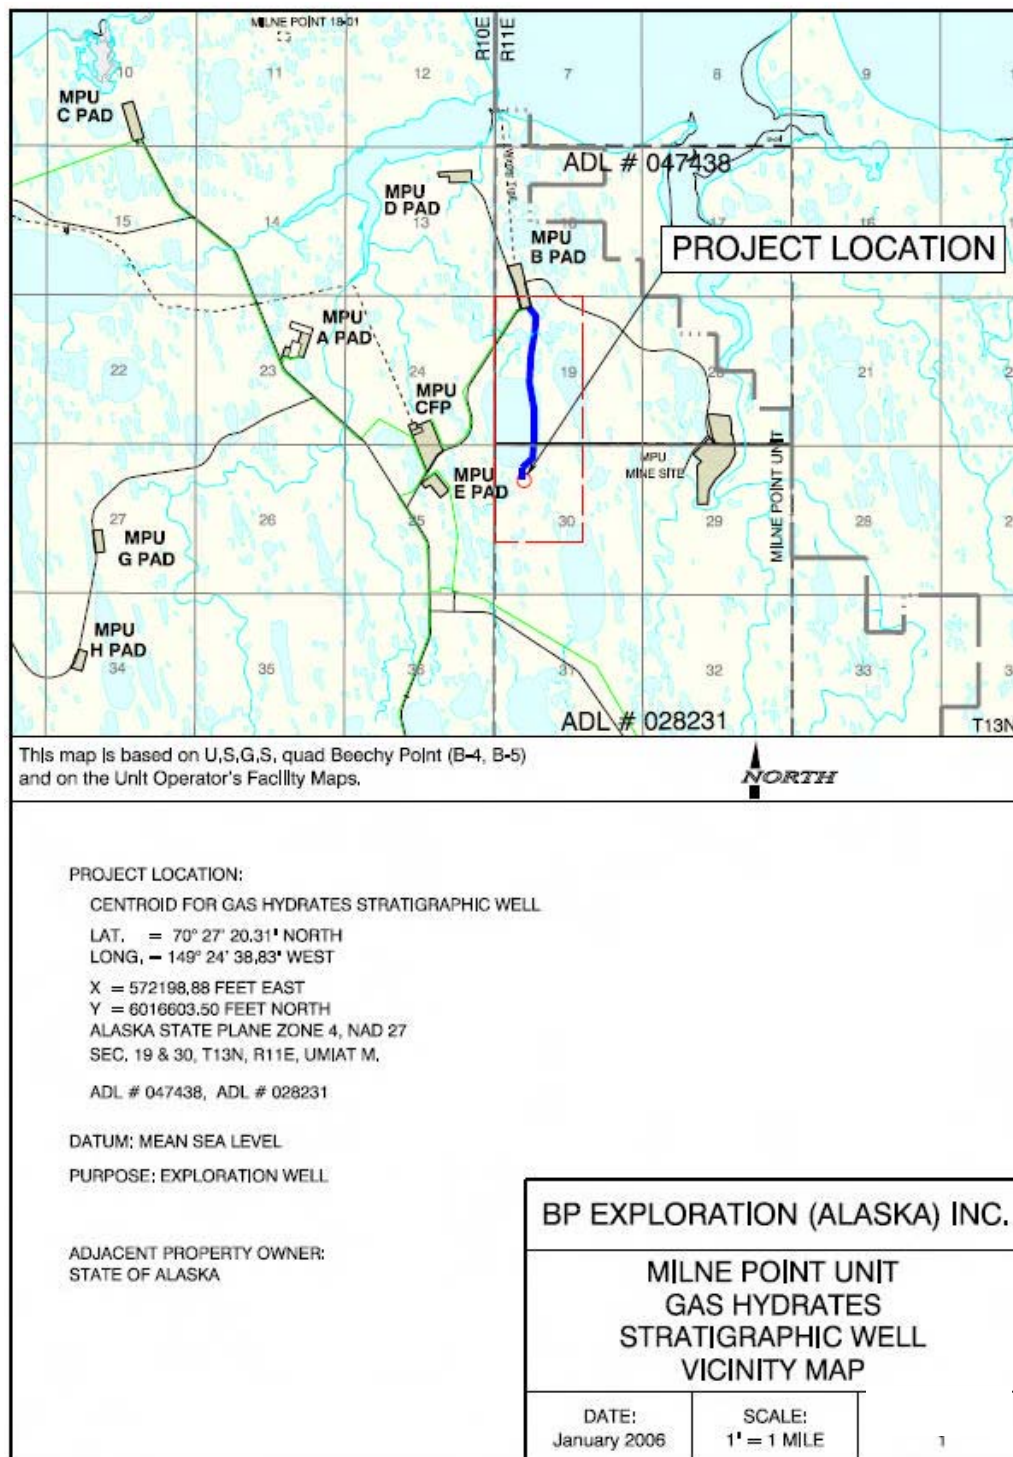 MILNE POINT 18-01
R10E
R11E
10
11
12
7
8
9
MPU
C PAD
ADL # 047438
MPU
D PAD
15
14
13
18
17
16
MPU
B PAD
PROJECT LOCATION
MPU
A PAD
22
23
24
19
20
21
MPU
CFP
MPU
MINE SITE
MILNE POINT UNIT
MPU
E PAD
27
26
25
30
29
28
MPU
G PAD
MPU
H PAD
34
35
36
31
32
33
ADL # 028231
T13N
This map is based on U.S.G.S. quad Beechy Point (B-4, B-5)
and on the Unit Operator's Facility Maps.
NORTH
PROJECT LOCATION:
CENTROID FOR GAS HYDRATES STRATIGRAPHIC WELL
LAT. = 70° 27' 20.31" NORTH
LONG. = 149° 24' 38.83" WEST
X = 572198.88 FEET EAST
Y = 6016603.50 FEET NORTH
ALASKA STATE PLANE ZONE 4, NAD 27
SEC. 19 & 30, T13N, R11E, UMIAT M.
ADL # 047438, ADL # 028231
DATUM: MEAN SEA LEVEL
PURPOSE: EXPLORATION WELL
ADJACENT PROPERTY OWNER:
STATE OF ALASKA
BP EXPLORATION (ALASKA) INC.
MILNE POINT UNIT
GAS HYDRATES
STRATIGRAPHIC WELL
VICINITY MAP
DATE:
January 2006
SCALE:
1" = 1 MILE
1